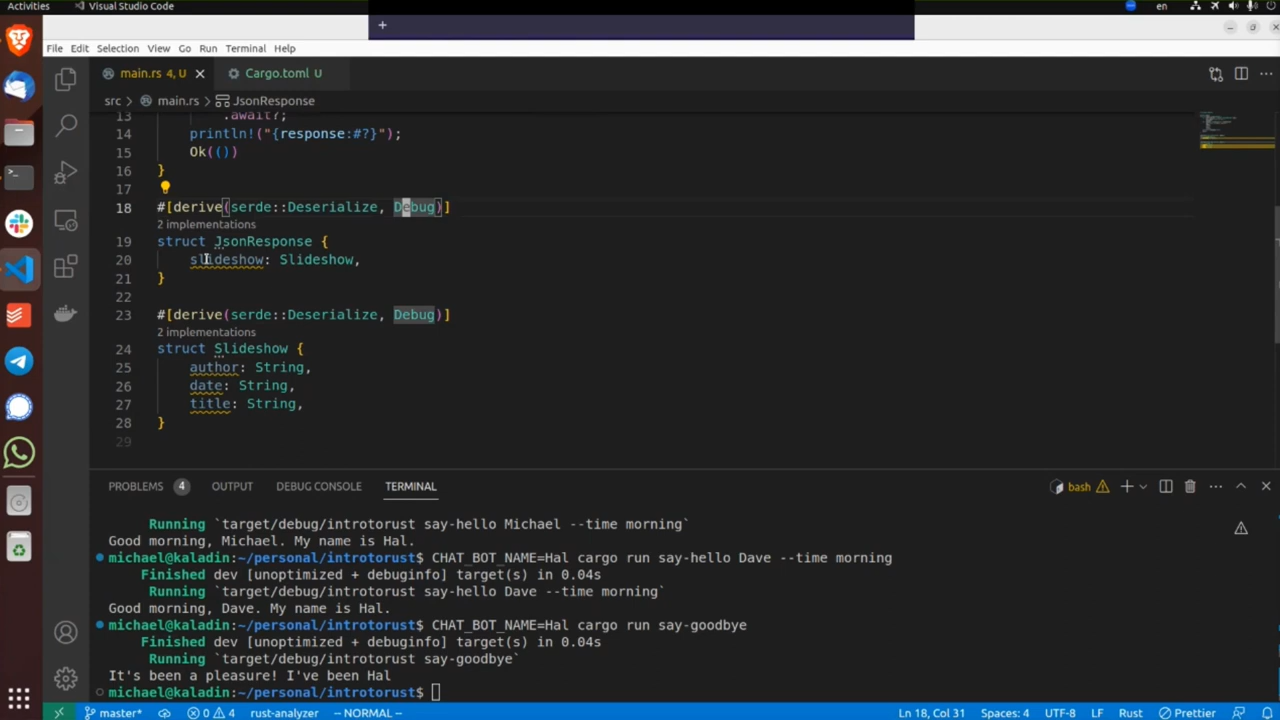 Activities
Visual Studio Code
en
+
File Edit Selection View Go Run Terminal Help
main.rs 4, U
Cargo.toml U
src > main.rs > JsonResponse
13 .await?;
14 println!("{response:#?}");
15 Ok(())
16 }
17
18 #[derive(serde::Deserialize, Debug)]
2 implementations
19 struct JsonResponse {
20 slideshow: Slideshow,
21 }
22
23 #[derive(serde::Deserialize, Debug)]
2 implementations
24 struct Slideshow {
25 author: String,
26 date: String,
27 title: String,
28 }
29
PROBLEMS 4 OUTPUT DEBUG CONSOLE TERMINAL
bash
Running `target/debug/introtorust say-hello Michael --time morning`
Good morning, Michael. My name is Hal.
michael@kaladin:~/personal/introtorust$ CHAT_BOT_NAME=Hal cargo run say-hello Dave --time morning
Finished dev [unoptimized + debuginfo] target(s) in 0.04s
Running `target/debug/introtorust say-hello Dave --time morning`
Good morning, Dave. My name is Hal.
michael@kaladin:~/personal/introtorust$ CHAT_BOT_NAME=Hal cargo run say-goodbye
Finished dev [unoptimized + debuginfo] target(s) in 0.04s
Running `target/debug/introtorust say-goodbye`
It's been a pleasure! I've been Hal
michael@kaladin:~/personal/introtorust$
master* 0 4 rust-analyzer -- NORMAL -- Ln 18, Col 31 Spaces: 4 UTF-8 LF Rust Prettier